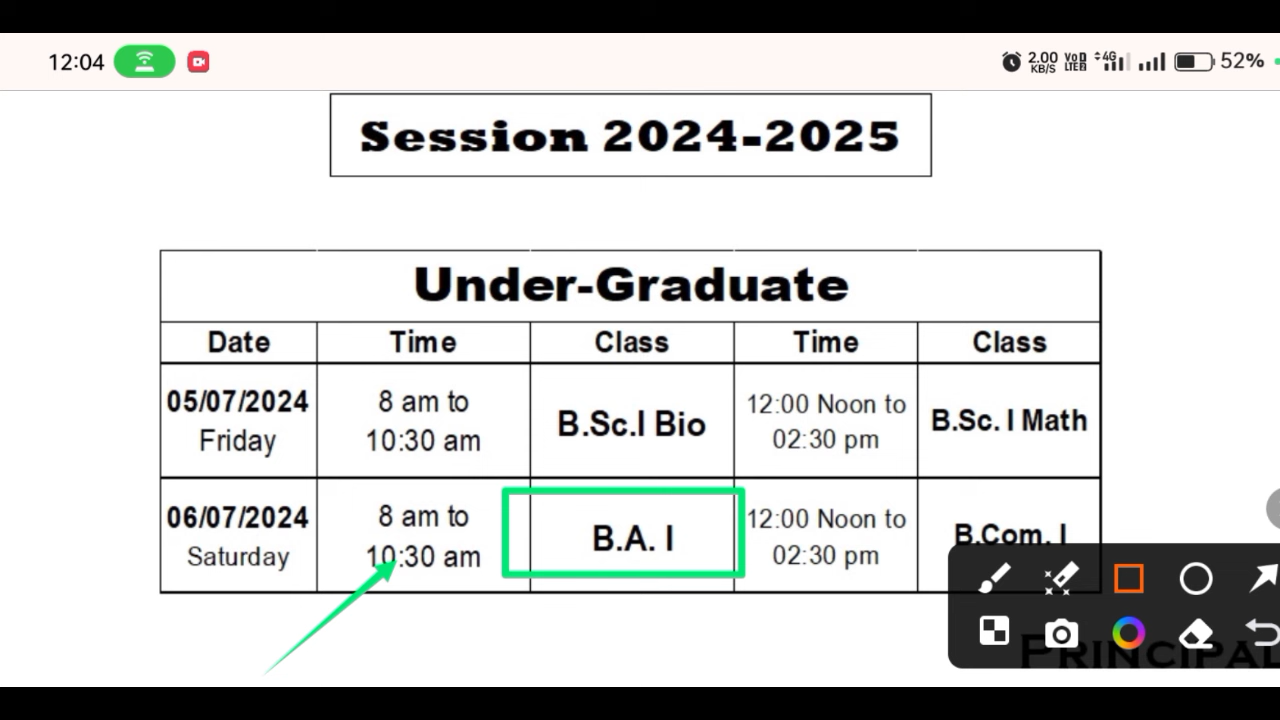 12:04
2.00 KB/S VoD LTE 4G 52%
Session 2024-2025
Under-Graduate
Date Time Class Time Class
05/07/2024 Friday 8 am to 10:30 am B.Sc.I Bio 12:00 Noon to 02:30 pm B.Sc. I Math
06/07/2024 Saturday 8 am to 10:30 am B.A. I 12:00 Noon to 02:30 pm B.Com. I
PRINCIPAL